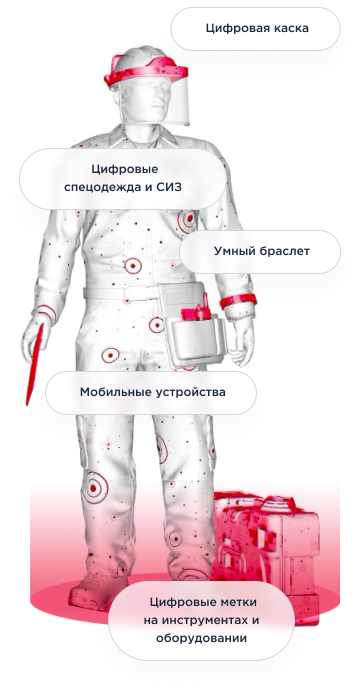 Цифровая каска
Цифровые
спецодежда и СИЗ
Умный браслет
Мобильные устройства
Цифровые метки
на инструментах и
оборудовании